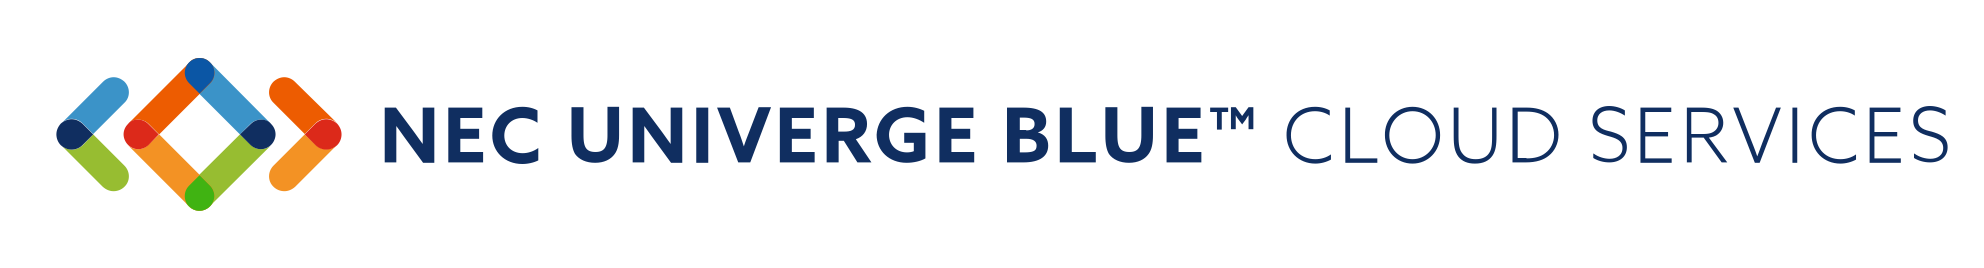 NEC UNIVERGE BLUE™ CLOUD SERVICES